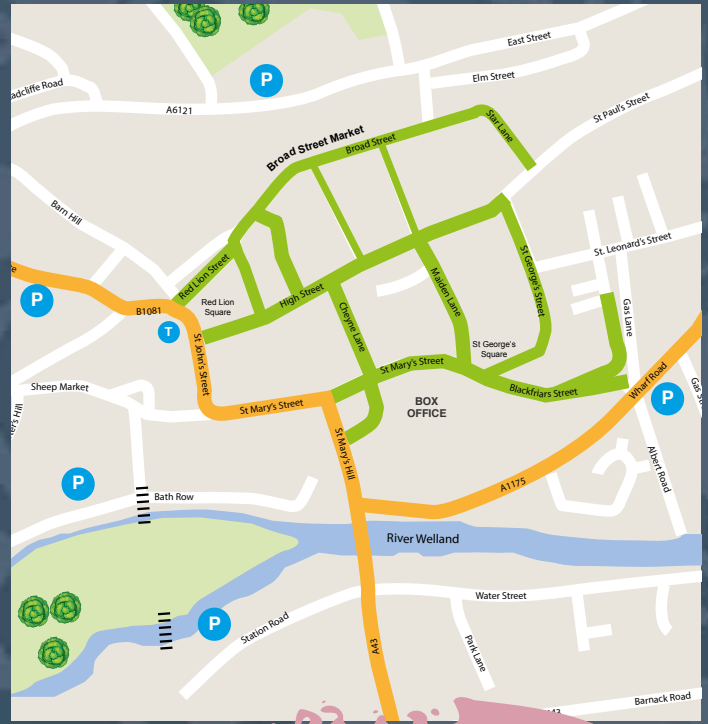 East Street
Elm Street
P
A6121
St Paul's Street
Broad Street Market
Broad Street
Star Lane
Barn Hill
St. Leonard's Street
Red Lion Street
St George's Street
Maiden Lane
P
B1081
Red Lion
Square
High Street
Gas Lane
T
Cheyne Lane
St John's Street
St George's
Square
St Mary's Street
Wharf Road
Sheep Market
Blackfriars Street
P
St Mary's Street
BOX
OFFICE
St Mary's Hill
Albert Road
P
Bath Row
A1175
River Welland
Water Street
P
Station Road
Park Lane
A43
Barnack Road